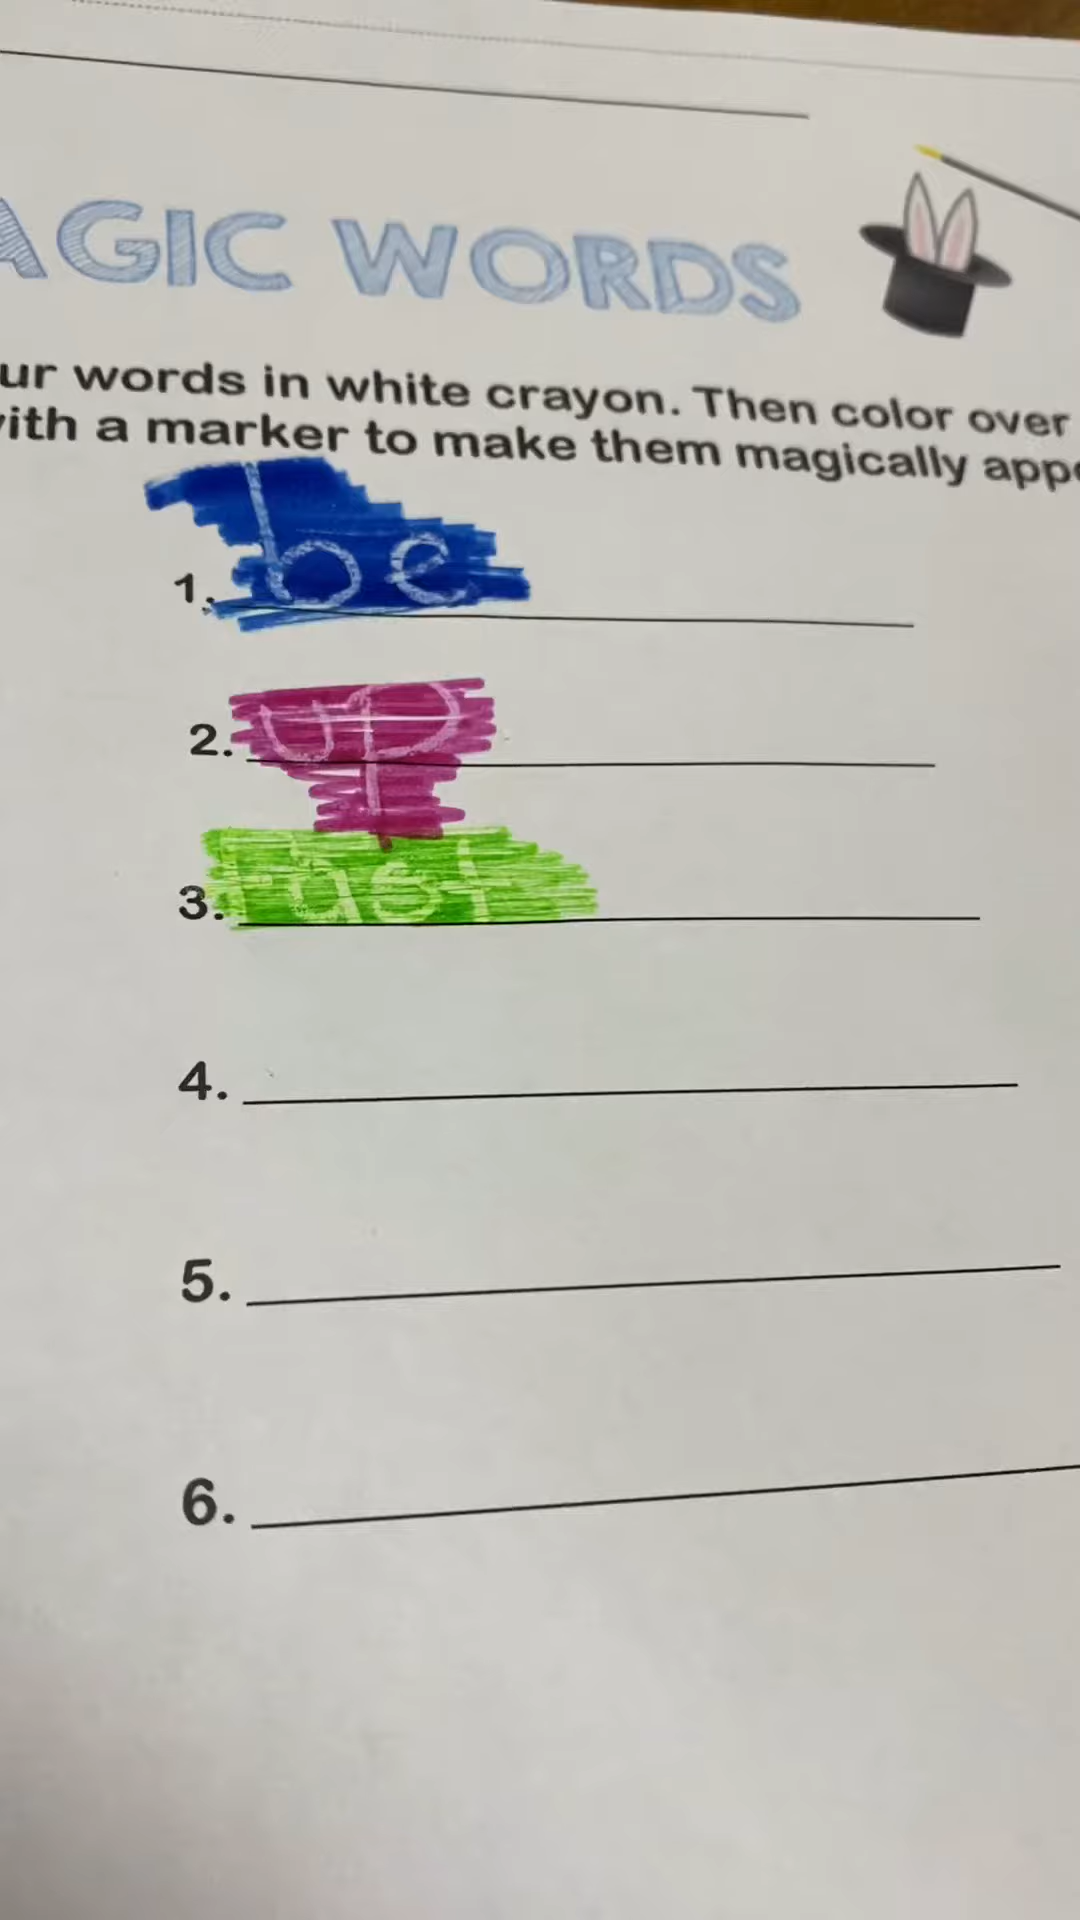 AGIC WORDS
ur words in white crayon. Then color over
ith a marker to make them magically appe
1. be
2. up
3. fast
4.
5.
6.